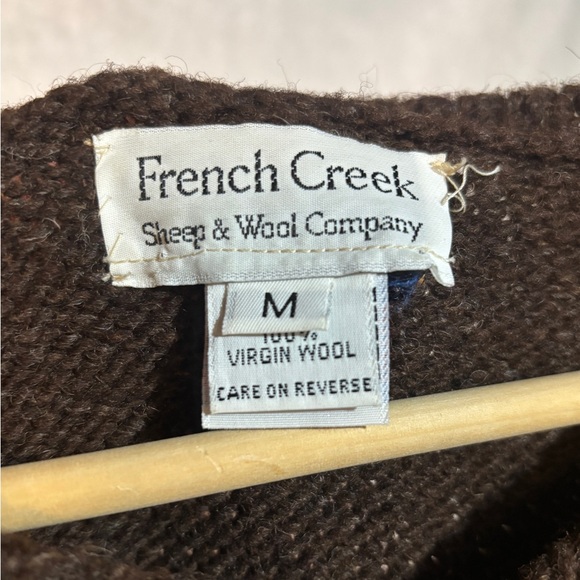 French Creek
Sheep & Wool Company
M
100%
VIRGIN WOOL
CARE ON REVERSE